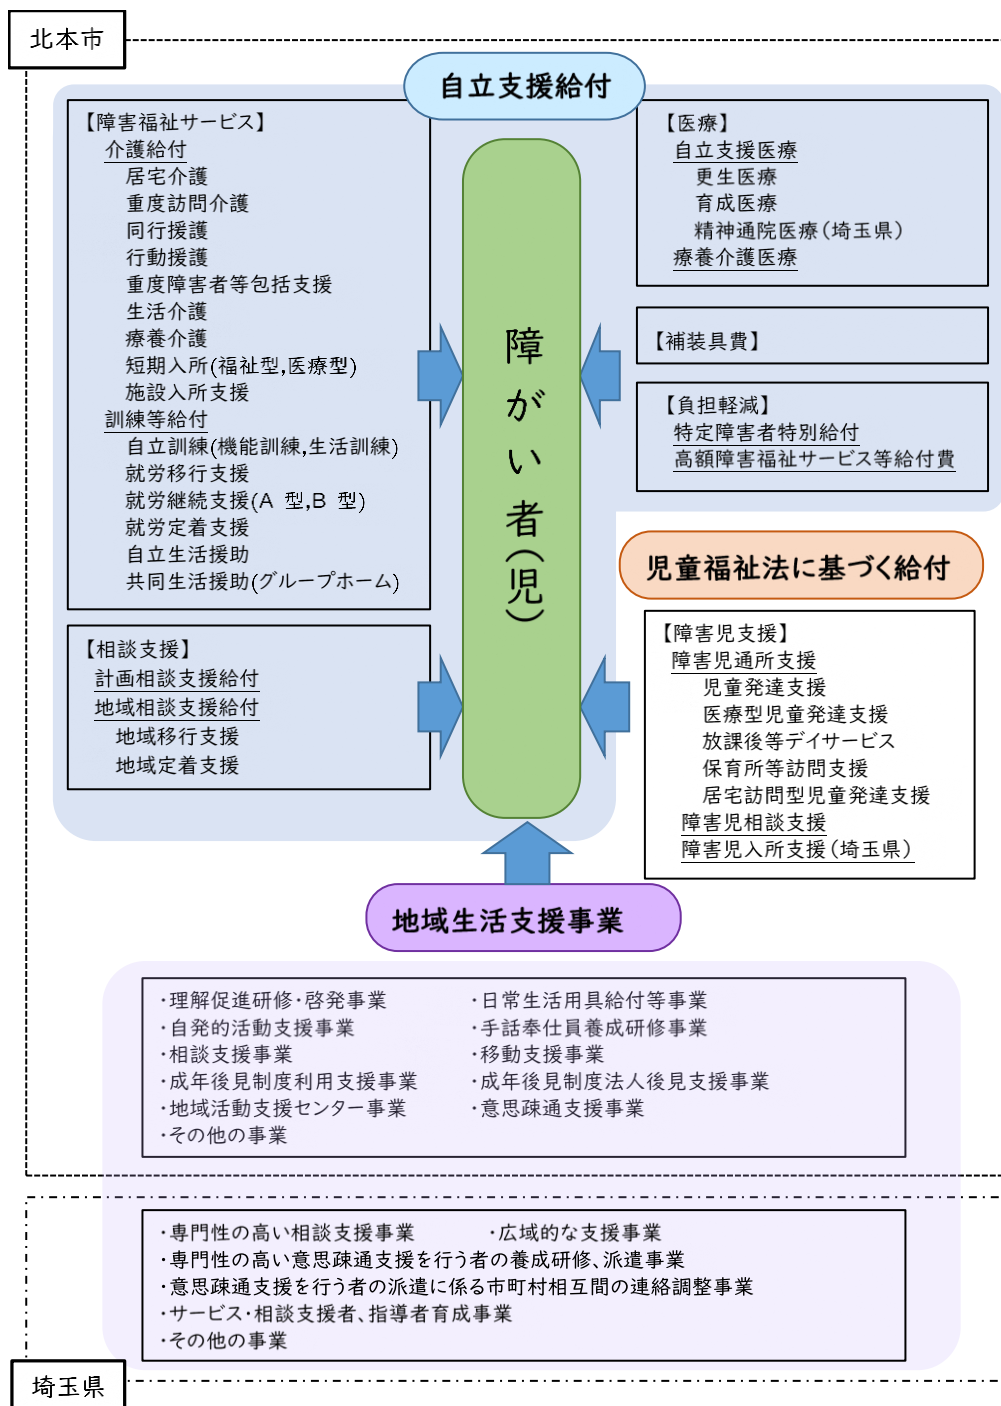 北本市
自立支援給付
【障害福祉サービス】
介護給付
居宅介護
重度訪問介護
同行援護
行動援護
重度障害者等包括支援
生活介護
療養介護
短期入所(福祉型,医療型)
施設入所支援
訓練等給付
自立訓練(機能訓練,生活訓練)
就労移行支援
就労継続支援(A 型,B 型)
就労定着支援
自立生活援助
共同生活援助(グループホーム)
【相談支援】
計画相談支援給付
地域相談支援給付
地域移行支援
地域定着支援
障がい者(児)
【医療】
自立支援医療
更生医療
育成医療
精神通院医療(埼玉県)
療養介護医療
【補装具費】
【負担軽減】
特定障害者特別給付
高額障害福祉サービス等給付費
児童福祉法に基づく給付
【障害児支援】
障害児通所支援
児童発達支援
医療型児童発達支援
放課後等デイサービス
保育所等訪問支援
居宅訪問型児童発達支援
障害児相談支援
障害児入所支援(埼玉県)
地域生活支援事業
・理解促進研修・啓発事業 ・日常生活用具給付等事業
・自発的活動支援事業 ・手話奉仕員養成研修事業
・相談支援事業 ・移動支援事業
・成年後見制度利用支援事業 ・成年後見制度法人後見支援事業
・地域活動支援センター事業 ・意思疎通支援事業
・その他の事業
・専門性の高い相談支援事業 ・広域的な支援事業
・専門性の高い意思疎通支援を行う者の養成研修、派遣事業
・意思疎通支援を行う者の派遣に係る市町村相互間の連絡調整事業
・サービス・相談支援者、指導者育成事業
・その他の事業
埼玉県